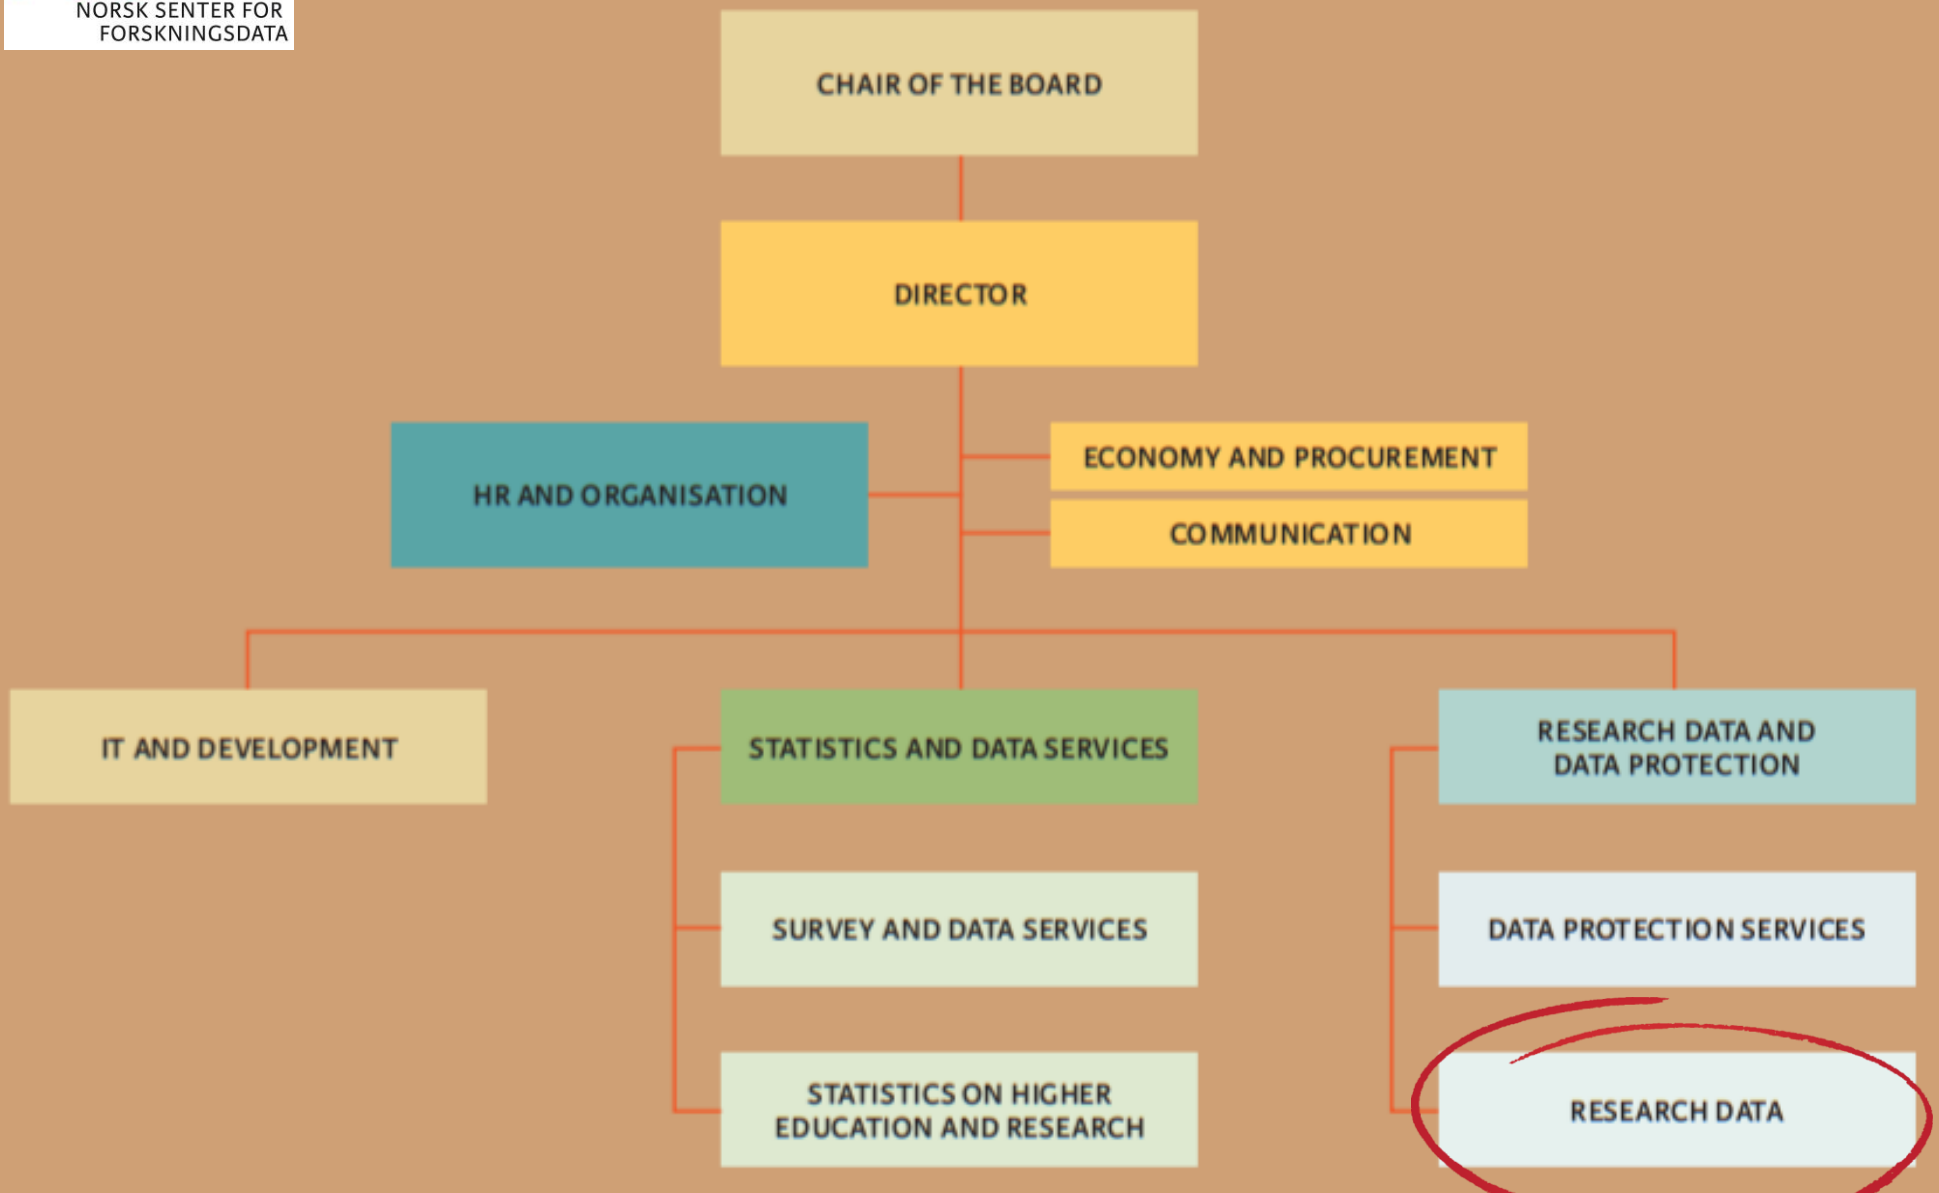 NORSK SENTER FOR
FORSKNINGSDATA
CHAIR OF THE BOARD
DIRECTOR
HR AND ORGANISATION
ECONOMY AND PROCUREMENT
COMMUNICATION
IT AND DEVELOPMENT
STATISTICS AND DATA SERVICES
RESEARCH DATA AND
DATA PROTECTION
SURVEY AND DATA SERVICES
DATA PROTECTION SERVICES
STATISTICS ON HIGHER
EDUCATION AND RESEARCH
RESEARCH DATA